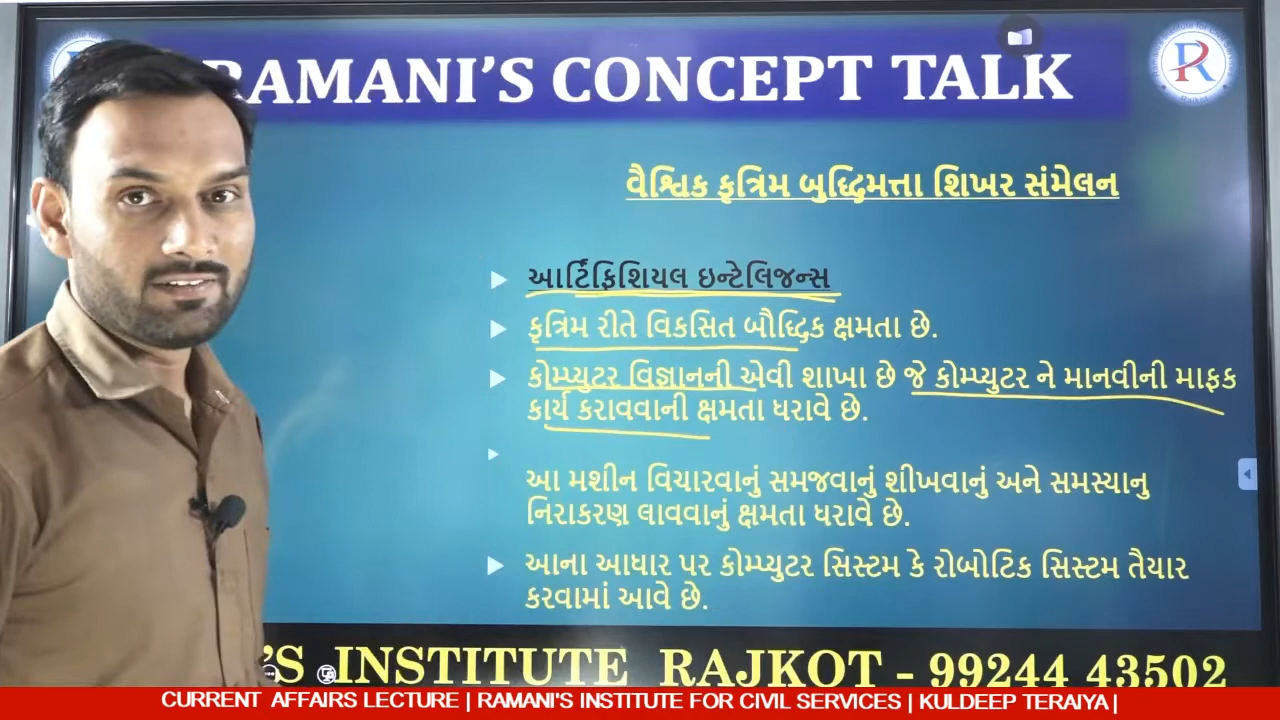 RAMANI'S CONCEPT TALK
વૈશ્વિક કૃત્રિમ બુધ્ધિમત્તા શિખર સંમેલન
આર્ટિફિશિયલ ઇન્ટેલિજન્સ
કૃત્રિમ રીતે વિકસિત બૌધ્ધિક ક્ષમતા છે.
કોમ્પ્યુટર વિજ્ઞાનની એવી શાખા છે જે કોમ્પ્યુટર ને માનવીની માફક
કાર્ય કરાવવાની ક્ષમતા ધરાવે છે.
આ મશીન વિચારવાનું સમજવાનું શીખવાનું અને સમસ્યાનુ
નિરાકરણ લાવવાનું ક્ષમતા ધરાવે છે.
આના આધાર પર કોમ્પ્યુટર સિસ્ટમ કે રોબોટિક સિસ્ટમ તૈયાર
કરવામાં આવે છે.
'S INSTITUTE RAJKOT - 99244 43502
CURRENT AFFAIRS LECTURE | RAMANI'S INSTITUTE FOR CIVIL SERVICES | KULDEEP TERAIYA |